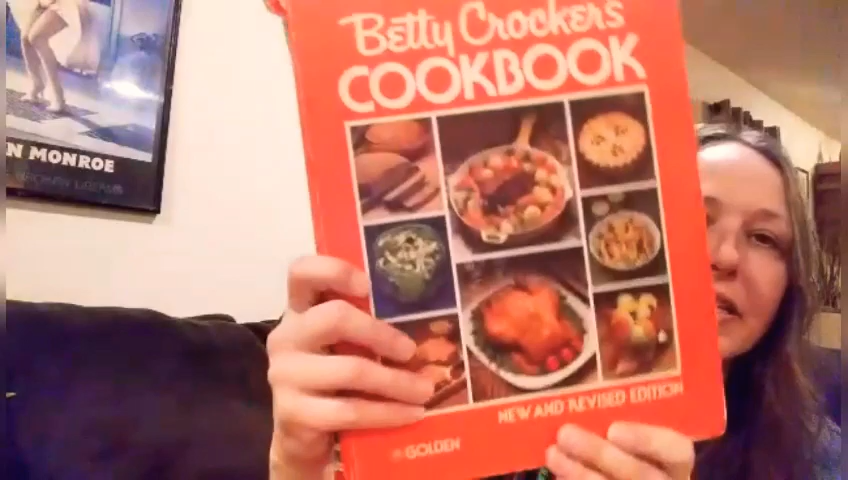 Betty Crocker's
COOKBOOK
N MONROE
NEW AND REVISED EDITION
GOLDEN